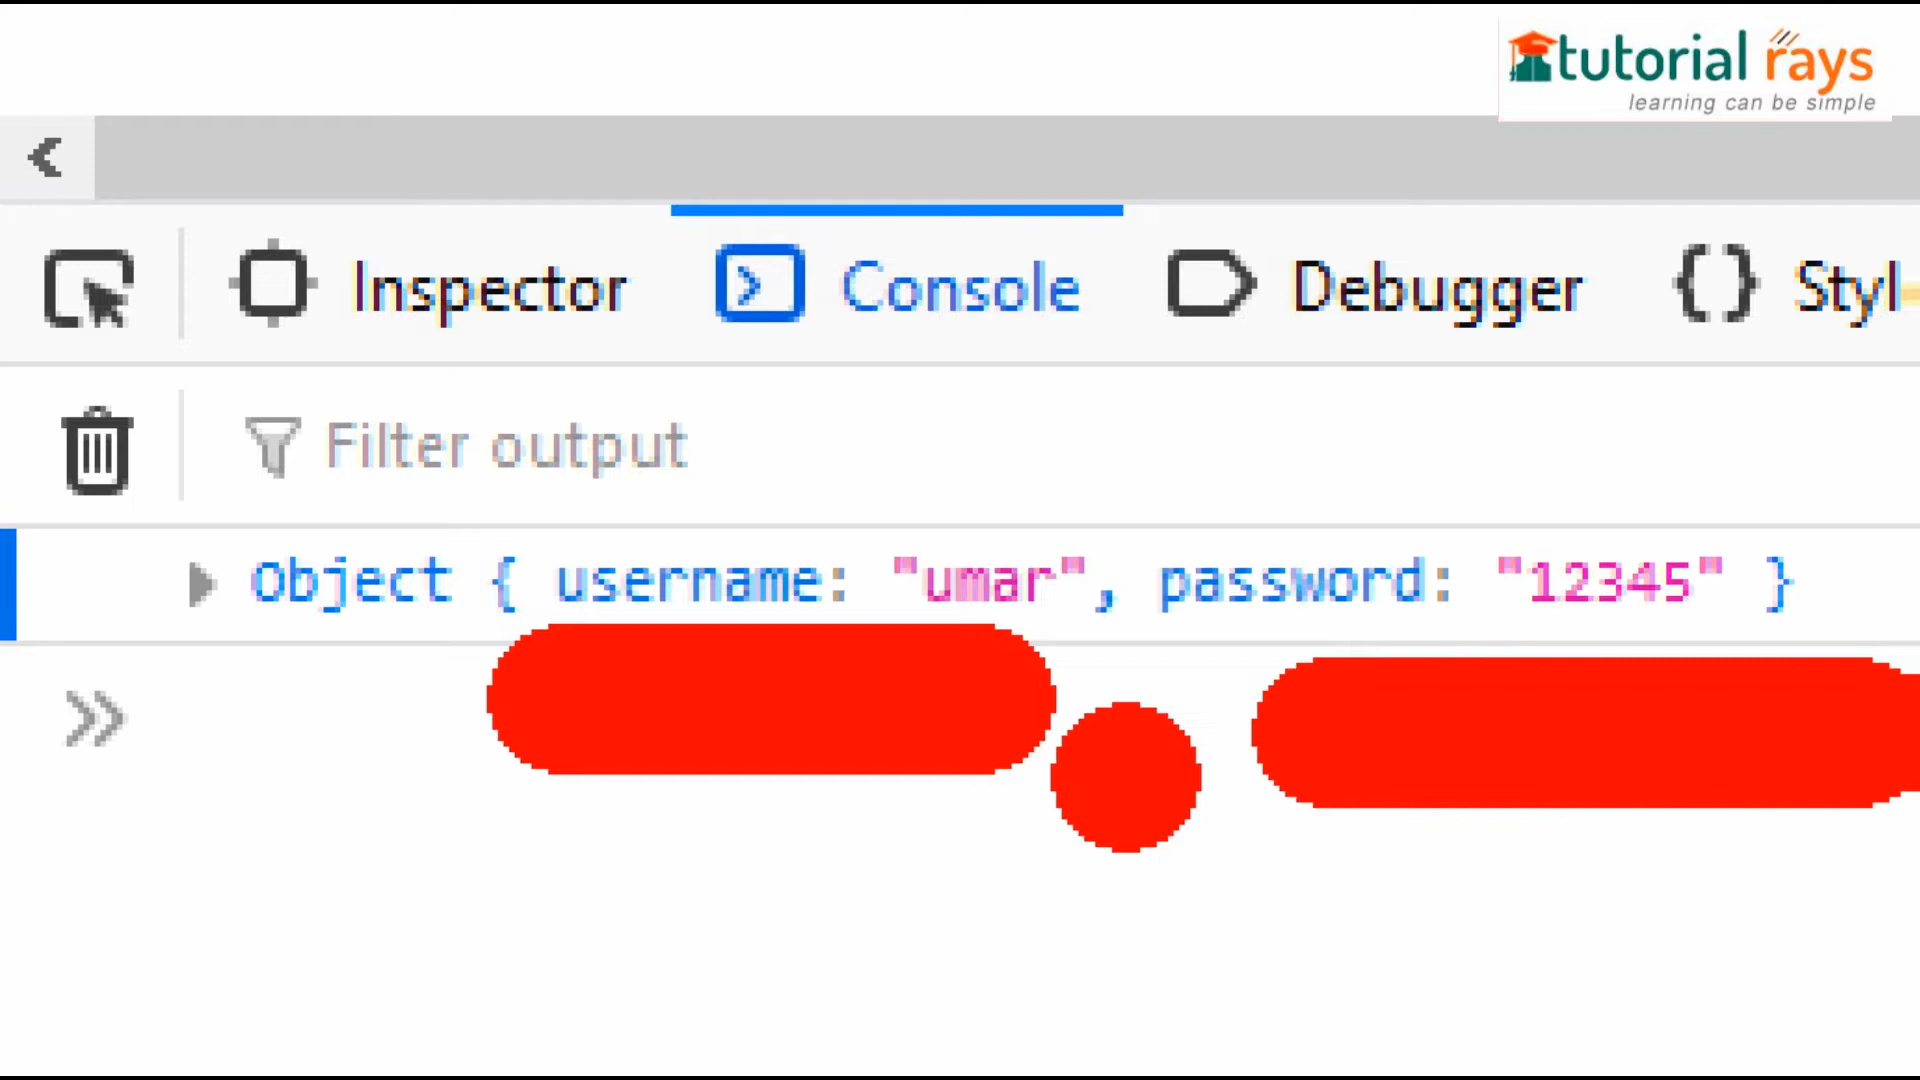 tutorial rays
learning can be simple
Inspector Console Debugger Styl
Filter output
Object { username: "umar", password: "12345" }